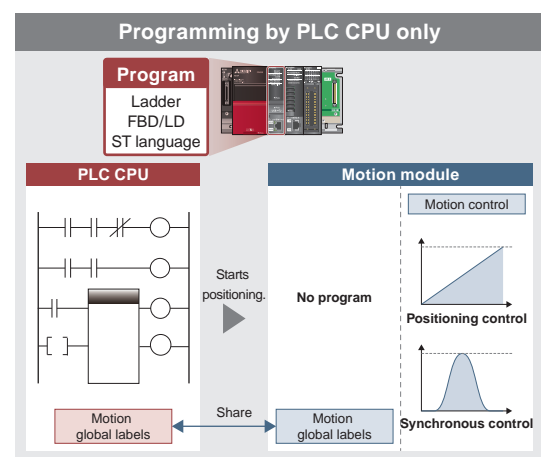 Programming by PLC CPU only
Program
Ladder
FBD/LD
ST language
PLC CPU
Motion module
Motion control
Starts
positioning.
No program
Positioning control
Synchronous control
Motion
global labels
Share
Motion
global labels